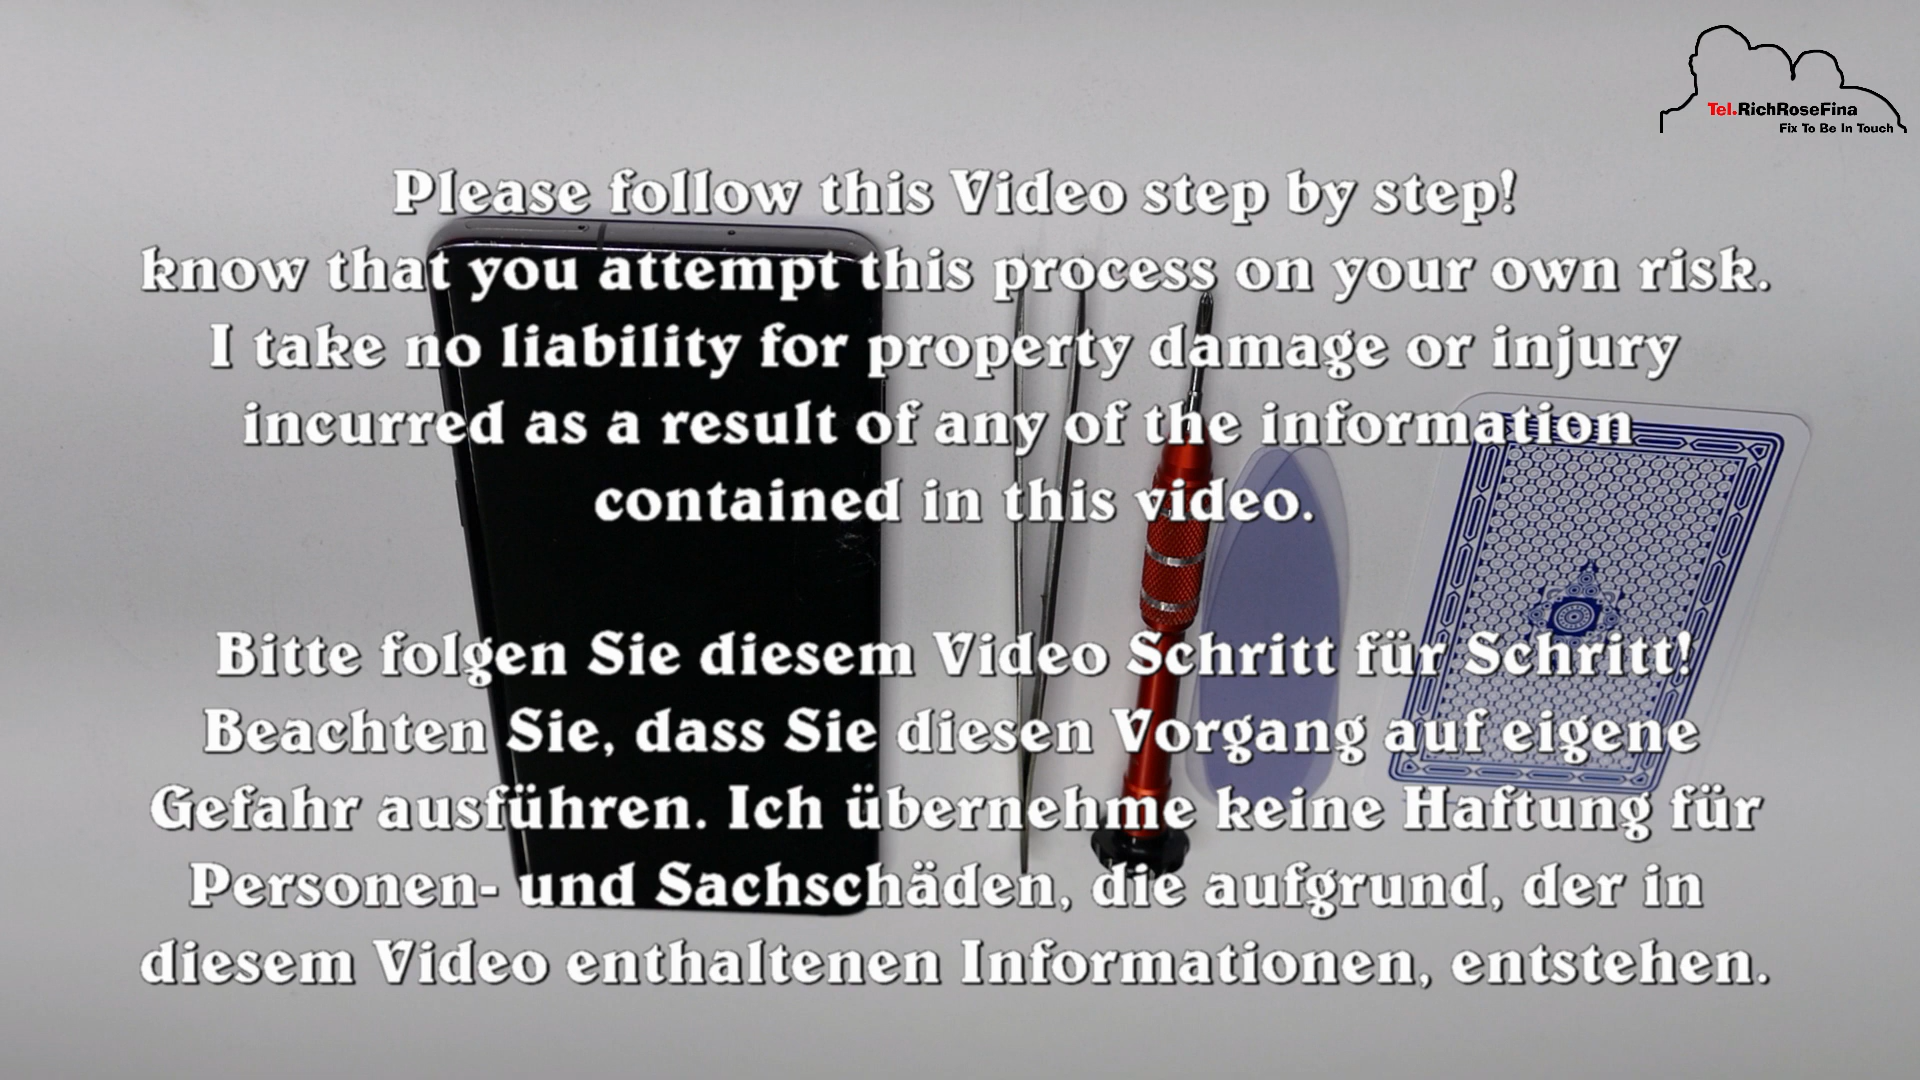 Tel.RichRoseFina
Fix To Be In Touch
Please follow this Video step by step!
know that you attempt this process on your own risk.
I take no liability for property damage or injury
incurred as a result of any of the information
contained in this video.
Bitte folgen Sie diesem Video Schritt für Schritt!
Beachten Sie, dass Sie diesen Vorgang auf eigene
Gefahr ausführen. Ich übernehme keine Haftung für
Personen- und Sachschäden, die aufgrund, der in
diesem Video enthaltenen Informationen, entstehen.